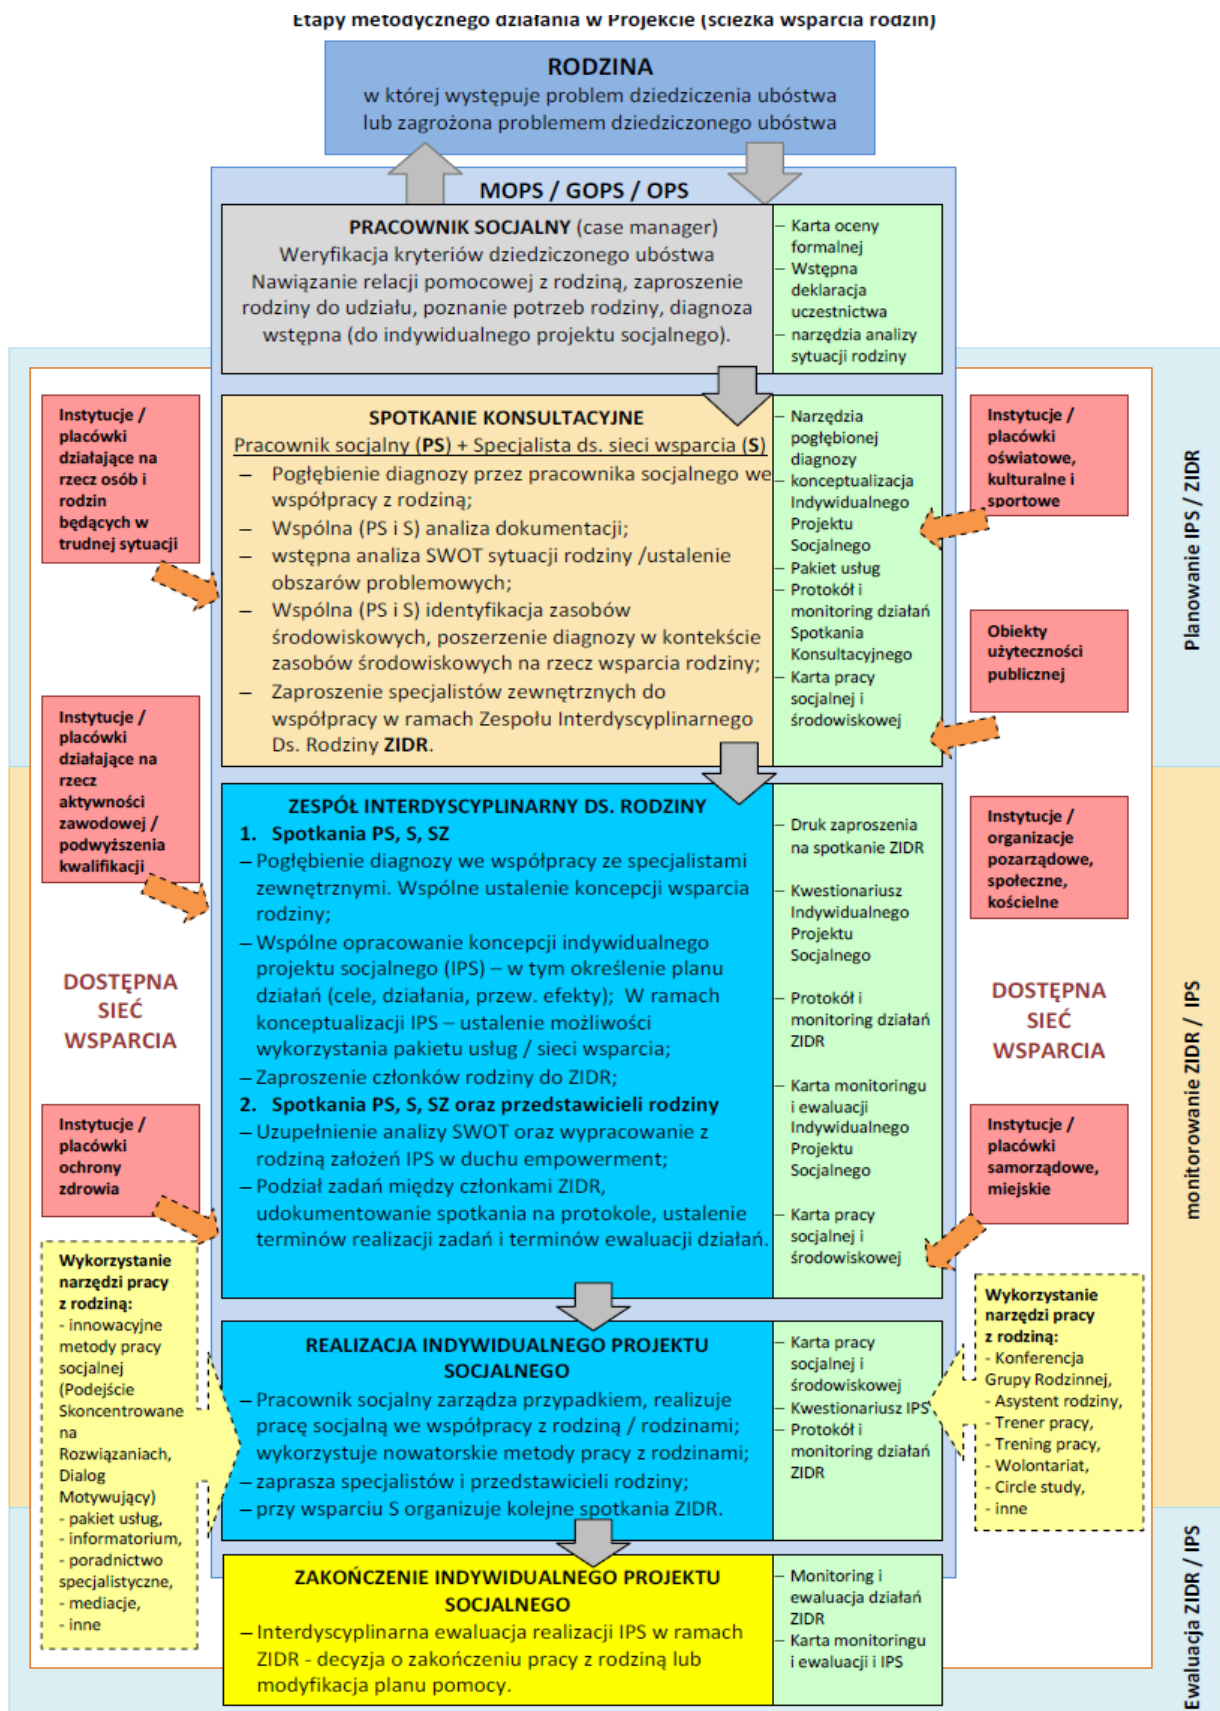 Etapy metodycznego działania w Projekcie (ścieżka wsparcia rodzin)
RODZINA
w której występuje problem dziedziczenia ubóstwa
lub zagrożona problemem dziedziczonego ubóstwa
MOPS / GOPS / OPS
PRACOWNIK SOCJALNY (case manager)
Weryfikacja kryteriów dziedziczonego ubóstwa
Nawiązanie relacji pomocowej z rodziną, zaproszenie
rodziny do udziału, poznanie potrzeb rodziny, diagnoza
wstępna (do indywidualnego projektu socjalnego).
– Karta oceny
formalnej
– Wstępna
deklaracja
uczestnictwa
– narzędzia analizy
sytuacji rodziny
SPOTKANIE KONSULTACYJNE
Pracownik socjalny (PS) + Specjalista ds. sieci wsparcia (S)
– Pogłębienie diagnozy przez pracownika socjalnego we
współpracy z rodziną;
– Wspólna (PS i S) analiza dokumentacji;
– wstępna analiza SWOT sytuacji rodziny /ustalenie
obszarów problemowych;
– Wspólna (PS i S) identyfikacja zasobów
środowiskowych, poszerzenie diagnozy w kontekście
zasobów środowiskowych na rzecz wsparcia rodziny;
– Zaproszenie specjalistów zewnętrznych do
współpracy w ramach Zespołu Interdyscyplinarnego
Ds. Rodziny ZIDR.
– Narzędzia
pogłębionej
diagnozy
– konceptualizacja
Indywidualnego
Projektu
Socjalnego
– Pakiet usług
– Protokół i
monitoring działań
Spotkania
Konsultacyjnego
– Karta pracy
socjalnej i
środowiskowej
ZESPÓŁ INTERDYSCYPLINARNY DS. RODZINY
1. Spotkania PS, S, SZ
– Pogłębienie diagnozy we współpracy ze specjalistami
zewnętrznymi. Wspólne ustalenie koncepcji wsparcia
rodziny;
– Wspólne opracowanie koncepcji indywidualnego
projektu socjalnego (IPS) – w tym określenie planu
działań (cele, działania, przew. efekty); W ramach
konceptualizacji IPS – ustalenie możliwości
wykorzystania pakietu usług / sieci wsparcia;
– Zaproszenie członków rodziny do ZIDR;
2. Spotkania PS, S, SZ oraz przedstawicieli rodziny
– Uzupełnienie analizy SWOT oraz wypracowanie z
rodziną założeń IPS w duchu empowerment;
– Podział zadań między członkami ZIDR,
udokumentowanie spotkania na protokole, ustalenie
terminów realizacji zadań i terminów ewaluacji działań.
– Druk zaproszenia
na spotkanie ZIDR
– Kwestionariusz
Indywidualnego
Projektu
Socjalnego
– Protokół i
monitoring działań
ZIDR
– Karta monitoringu
i ewaluacji
Indywidualnego
Projektu
Socjalnego
– Karta pracy
socjalnej i
środowiskowej
REALIZACJA INDYWIDUALNEGO PROJEKTU
SOCJALNEGO
– Pracownik socjalny zarządza przypadkiem, realizuje
pracę socjalną we współpracy z rodziną / rodzinami;
wykorzystuje nowatorskie metody pracy z rodzinami;
– zaprasza specjalistów i przedstawicieli rodziny;
– przy wsparciu S organizuje kolejne spotkania ZIDR.
– Karta pracy
socjalnej i
środowiskowej
– Kwestionariusz IPS
– Protokół i
monitoring działań
ZIDR
ZAKOŃCZENIE INDYWIDUALNEGO PROJEKTU
SOCJALNEGO
– Interdyscyplinarna ewaluacja realizacji IPS w ramach
ZIDR - decyzja o zakończeniu pracy z rodziną lub
modyfikacja planu pomocy.
– Monitoring i
ewaluacja działań
ZIDR
– Karta monitoringu
i ewaluacji i IPS
Instytucje /
placówki
działające na
rzecz osób i
rodzin
będących w
trudnej sytuacji
Instytucje /
placówki
działające na
rzecz
aktywności
zawodowej /
podwyższenia
kwalifikacji
DOSTĘPNA
SIEĆ
WSPARCIA
Instytucje /
placówki
ochrony
zdrowia
Wykorzystanie
narzędzi pracy
z rodziną:
- innowacyjne
metody pracy
socjalnej
(Podejście
Skoncentrowane
na
Rozwiązaniach,
Dialog
Motywujący)
- pakiet usług,
- informatorium,
- poradnictwo
specjalistyczne,
- mediacje,
- inne
Instytucje /
placówki
oświatowe,
kulturalne i
sportowe
Obiekty
użyteczności
publicznej
Instytucje /
organizacje
pozarządowe,
społeczne,
kościelne
DOSTĘPNA
SIEĆ
WSPARCIA
Instytucje /
placówki
samorządowe,
miejskie
Wykorzystanie
narzędzi pracy
z rodziną:
- Konferencja
Grupy Rodzinnej,
- Asystent rodziny,
- Trener pracy,
- Trening pracy,
- Wolontariat,
- Circle study,
- inne
Planowanie IPS / ZIDR
monitorowanie ZIDR / IPS
Ewaluacja ZIDR / IPS